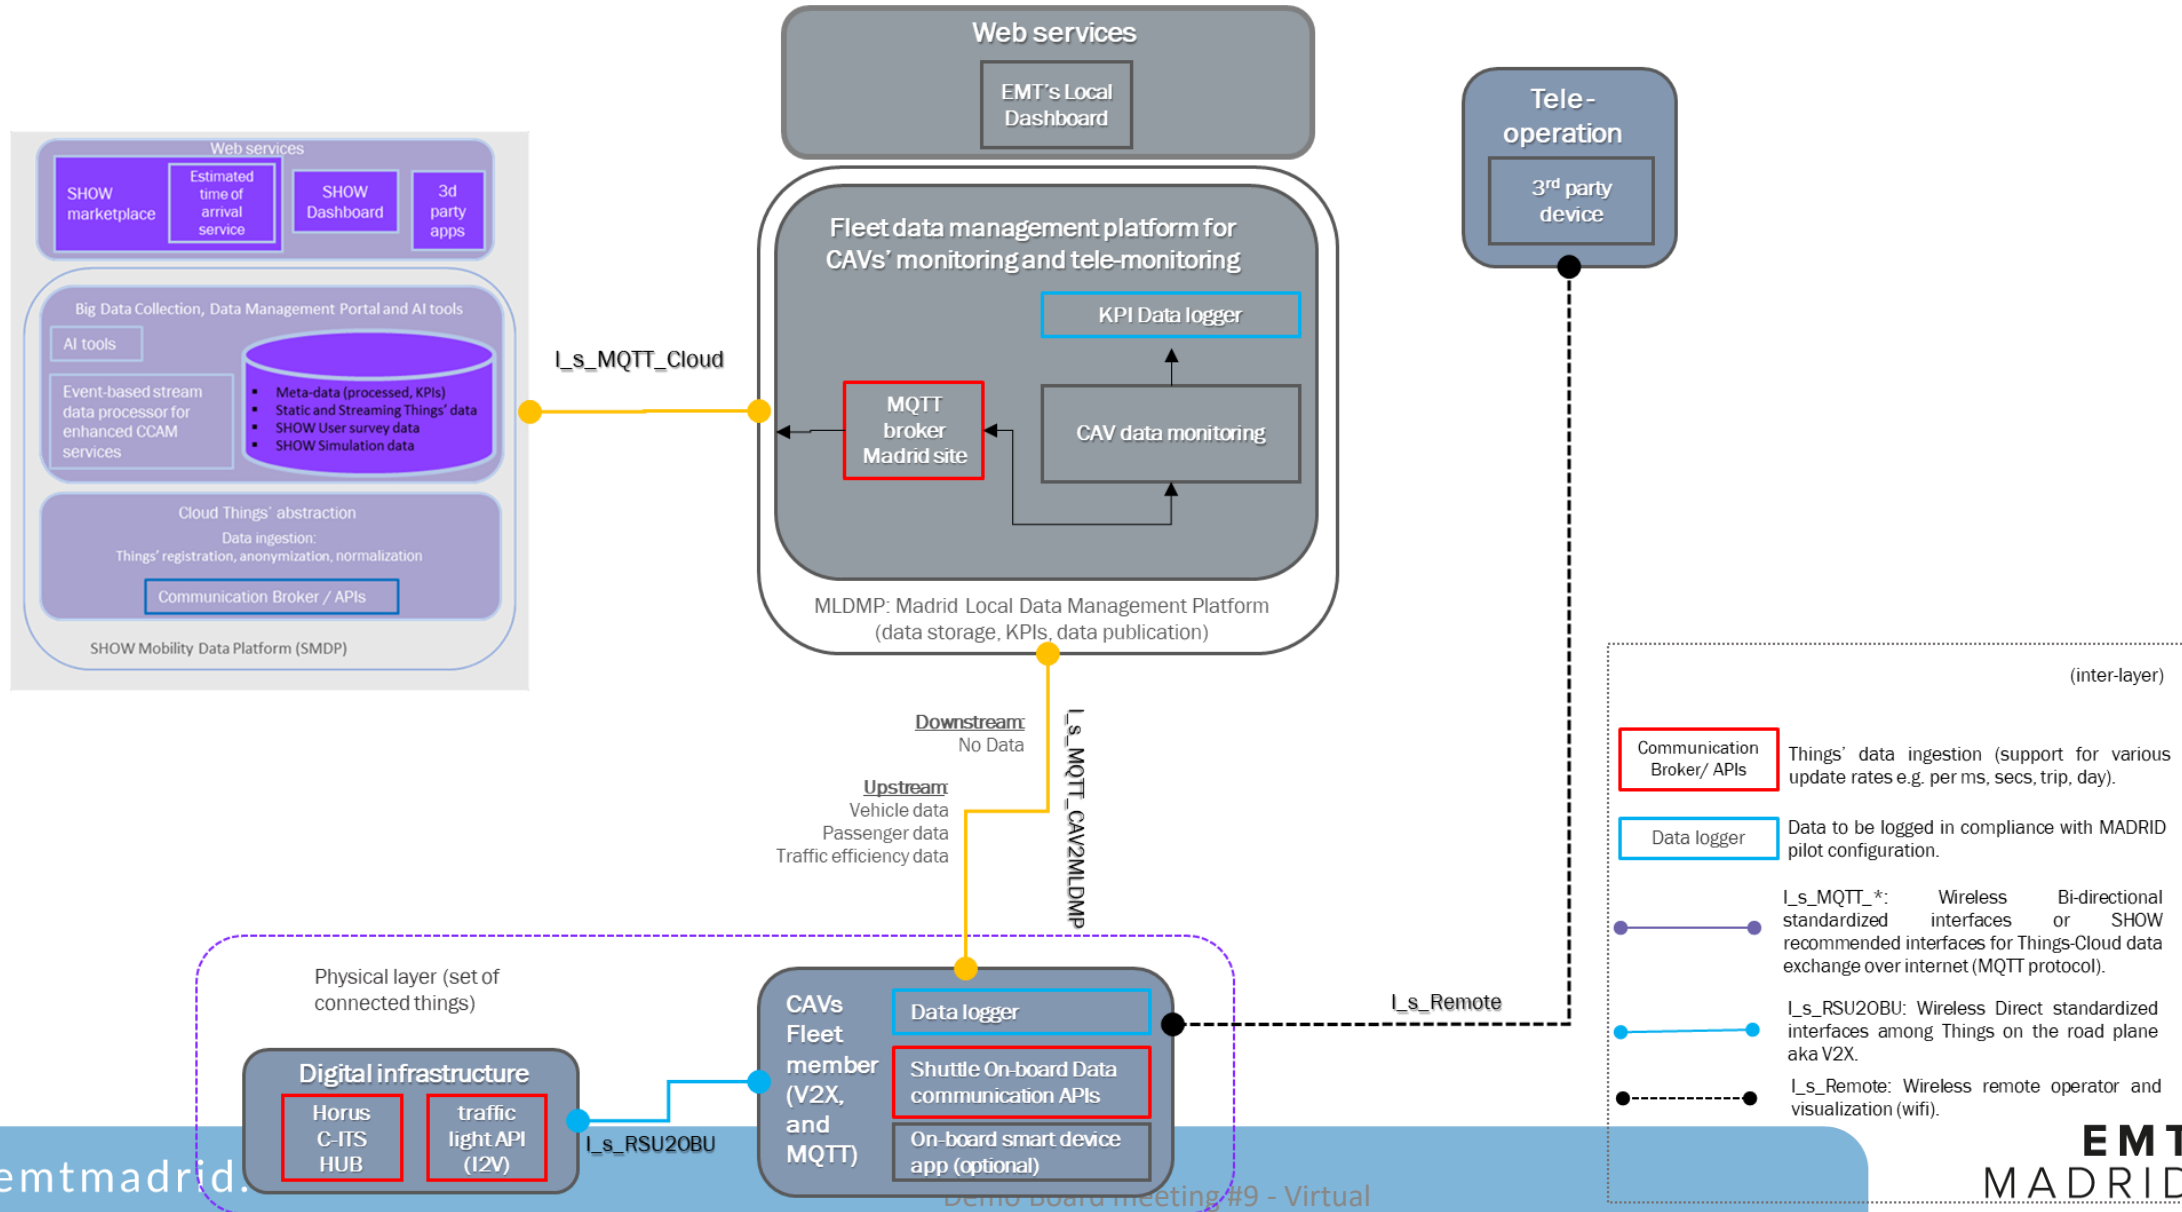 Web services
EMT's Local
Dashboard
Tele-
operation
3rd party
device
Web services
SHOW
marketplace
Estimated
time of
arrival
service
SHOW
Dashboard
3d
party
apps
Big Data Collection, Data Management Portal and AI tools
AI tools
Event-based stream
data processor for
enhanced CCAM
services
▪ Meta-data (processed, KPIs)
▪ Static and Streaming Things' data
▪ SHOW User survey data
▪ SHOW Simulation data
Cloud Things' abstraction
Data ingestion:
Things' registration, anonymization, normalization
Communication Broker / APIs
SHOW Mobility Data Platform (SMDP)
I_s_MQTT_Cloud
Fleet data management platform for
CAVs' monitoring and tele-monitoring
KPI Data logger
MQTT
broker
Madrid site
CAV data monitoring
MLDMP: Madrid Local Data Management Platform
(data storage, KPIs, data publication)
Downstream:
No Data
Upstream:
Vehicle data
Passenger data
Traffic efficiency data
I_s_MQTT_CAV2MLDMP
Physical layer (set of
connected things)
Digital infrastructure
Horus
C-ITS
HUB
traffic
light API
(I2V)
I_s_RSU2OBU
CAVs
Fleet
member
(V2X,
and
MQTT)
Data logger
Shuttle On-board Data
communication APIs
On-board smart device
app (optional)
I_s_Remote
(inter-layer)
Communication
Broker/ APIs
Things' data ingestion (support for various
update rates e.g. per ms, secs, trip, day).
Data logger
Data to be logged in compliance with MADRID
pilot configuration.
I_s_MQTT_*: Wireless Bi-directional
standardized interfaces or SHOW
recommended interfaces for Things-Cloud data
exchange over internet (MQTT protocol).
I_s_RSU2OBU: Wireless Direct standardized
interfaces among Things on the road plane
aka V2X.
I_s_Remote: Wireless remote operator and
visualization (wifi).
emtmadrid.
Demo Board meeting #9 - Virtual
EMT
MADRID